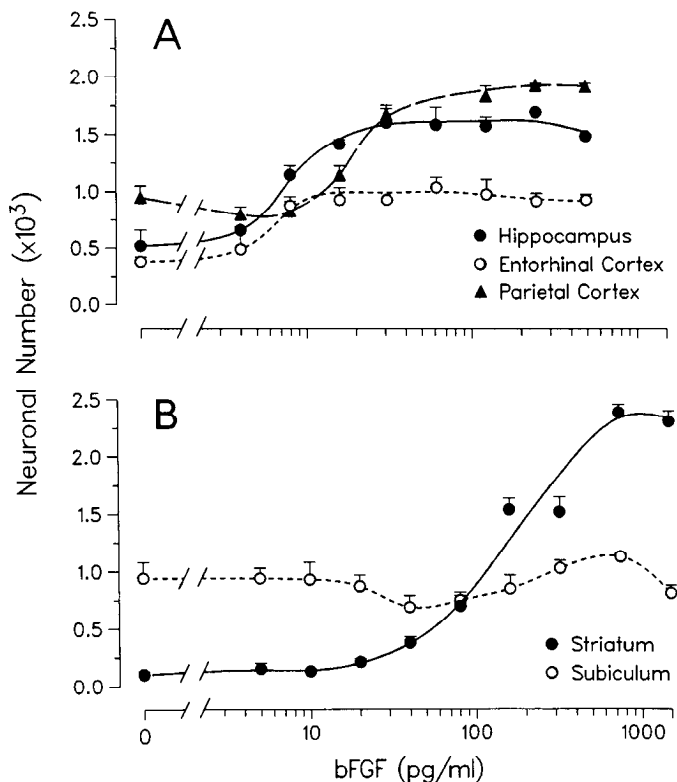 A
2.5
2.0
1.5
1.0
0.5
0.0
Hippocampus
Entorhinal Cortex
Parietal Cortex
Neuronal Number (x10³)
B
2.5
2.0
1.5
1.0
0.5
0.0
Striatum
Subiculum
0 10 100 1000
bFGF (pg/ml)